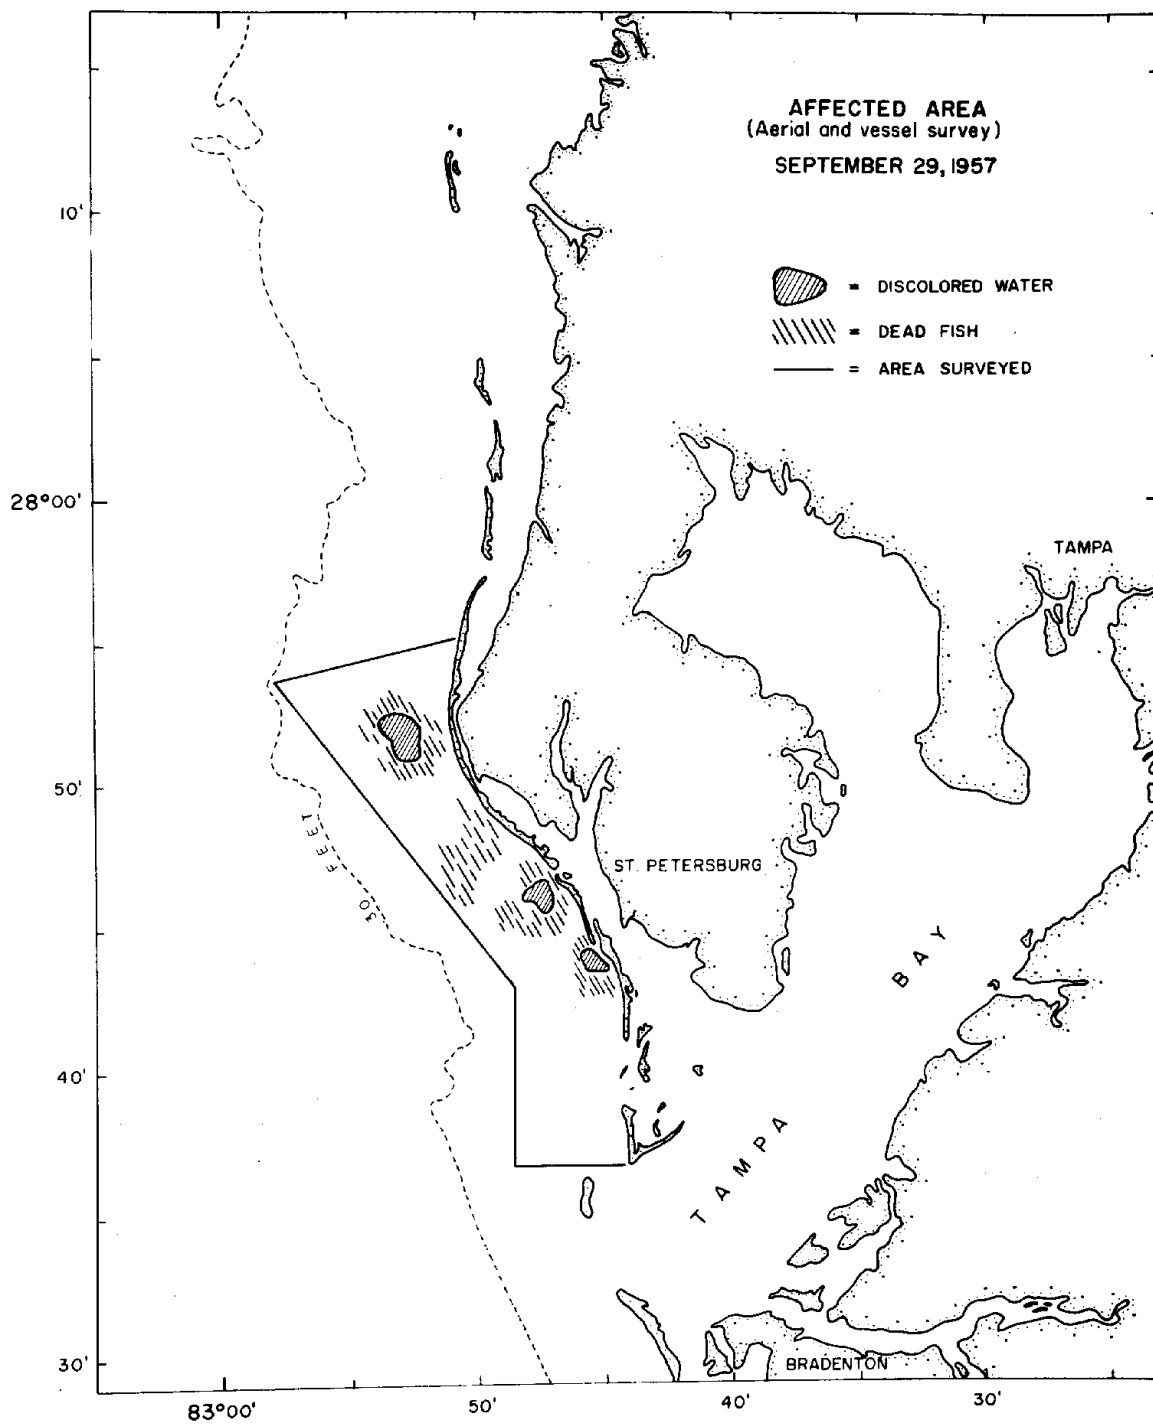 AFFECTED AREA
(Aerial and vessel survey)
SEPTEMBER 29, 1957
10'
= DISCOLORED WATER
= DEAD FISH
= AREA SURVEYED
28°00'
TAMPA
50'
30 FEET
ST. PETERSBURG
TAMPA BAY
40'
30'
BRADENTON
83°00'
50'
40'
30'